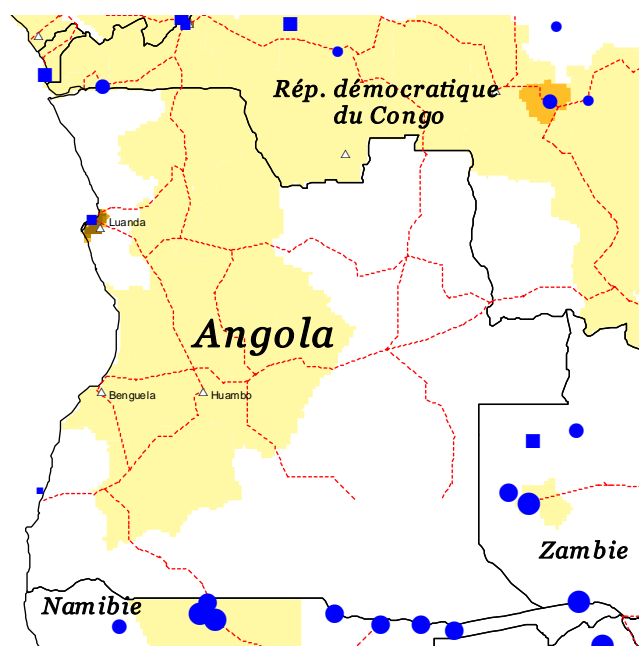 Rép. démocratique
du Congo
Luanda
Angola
Benguela
Huambo
Zambie
Namibie